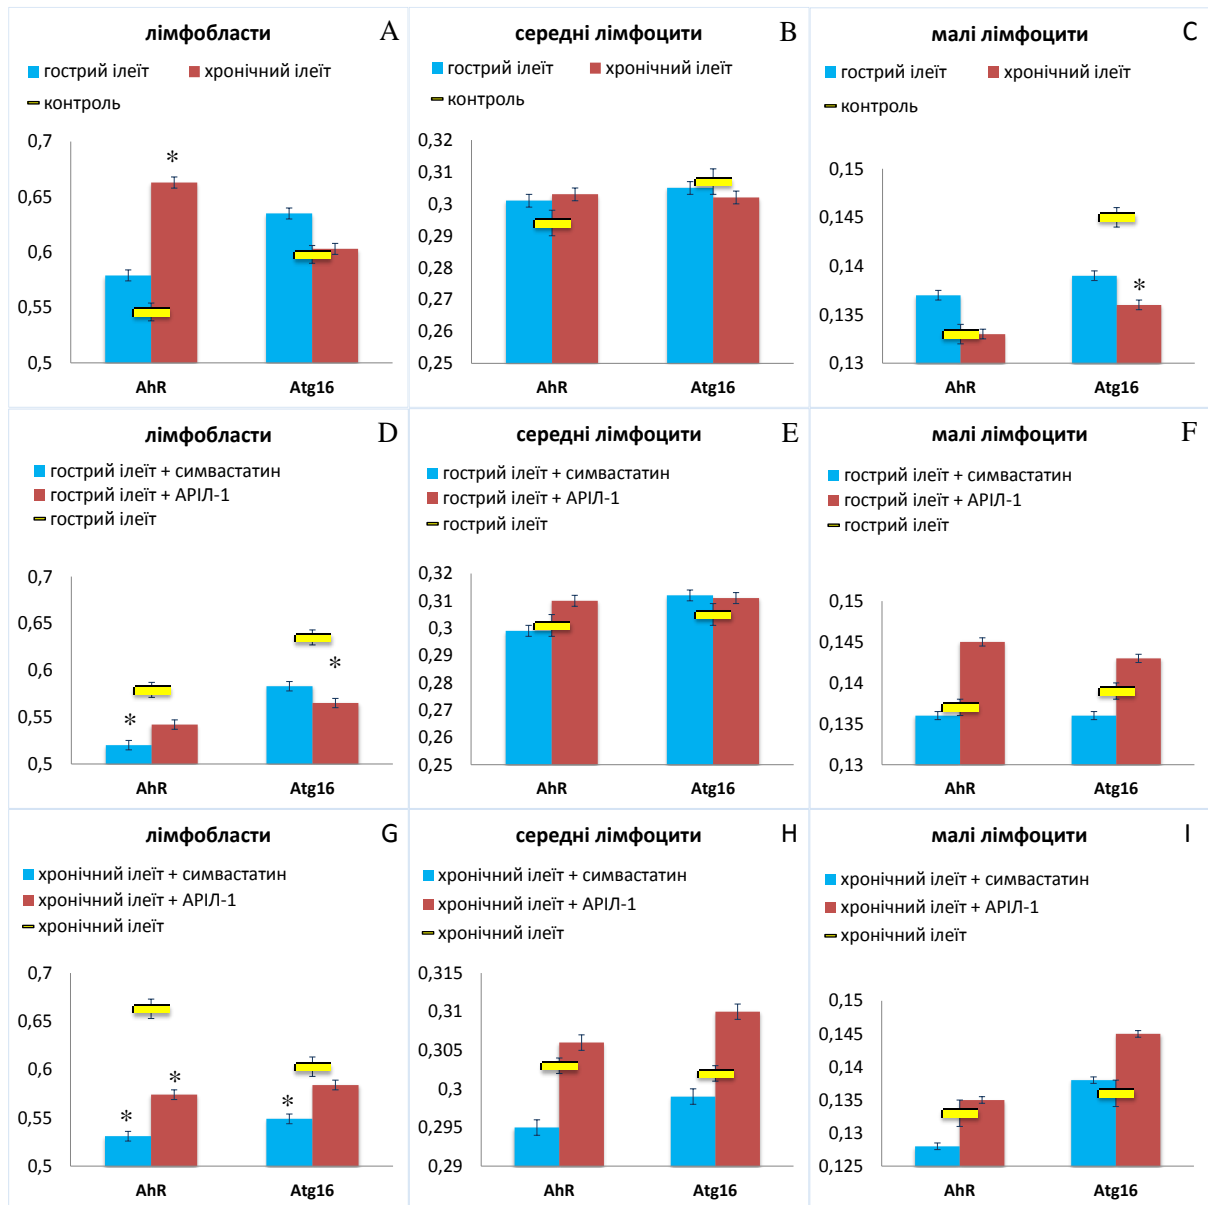 лімфобласти A
гострий ілеїт хронічний ілеїт
контроль
0,7
0,65
0,6
0,55
0,5
*
AhR Atg16
середні лімфоцити B
гострий ілеїт хронічний ілеїт
контроль
0,32
0,31
0,3
0,29
0,28
0,27
0,26
0,25
AhR Atg16
малі лімфоцити C
гострий ілеїт хронічний ілеїт
контроль
0,15
0,145
0,14
0,135
0,13
*
AhR Atg16
лімфобласти D
гострий ілеїт + симвастатин
гострий ілеїт + АРІЛ-1
гострий ілеїт
0,7
0,65
0,6
0,55
0,5
* *
AhR Atg16
середні лімфоцити E
гострий ілеїт + симвастатин
гострий ілеїт + АРІЛ-1
гострий ілеїт
0,32
0,31
0,3
0,29
0,28
0,27
0,26
0,25
AhR Atg16
малі лімфоцити F
гострий ілеїт + симвастатин
гострий ілеїт + АРІЛ-1
гострий ілеїт
0,15
0,145
0,14
0,135
0,13
AhR Atg16
лімфобласти G
хронічний ілеїт + симвастатин
хронічний ілеїт + АРІЛ-1
хронічний ілеїт
0,7
0,65
0,6
0,55
0,5
* * *
AhR Atg16
середні лімфоцити H
хронічний ілеїт + симвастатин
хронічний ілеїт + АРІЛ-1
хронічний ілеїт
0,315
0,31
0,305
0,3
0,295
0,29
AhR Atg16
малі лімфоцити I
хронічний ілеїт + симвастатин
хронічний ілеїт + АРІЛ-1
хронічний ілеїт
0,15
0,145
0,14
0,135
0,13
0,125
AhR Atg16